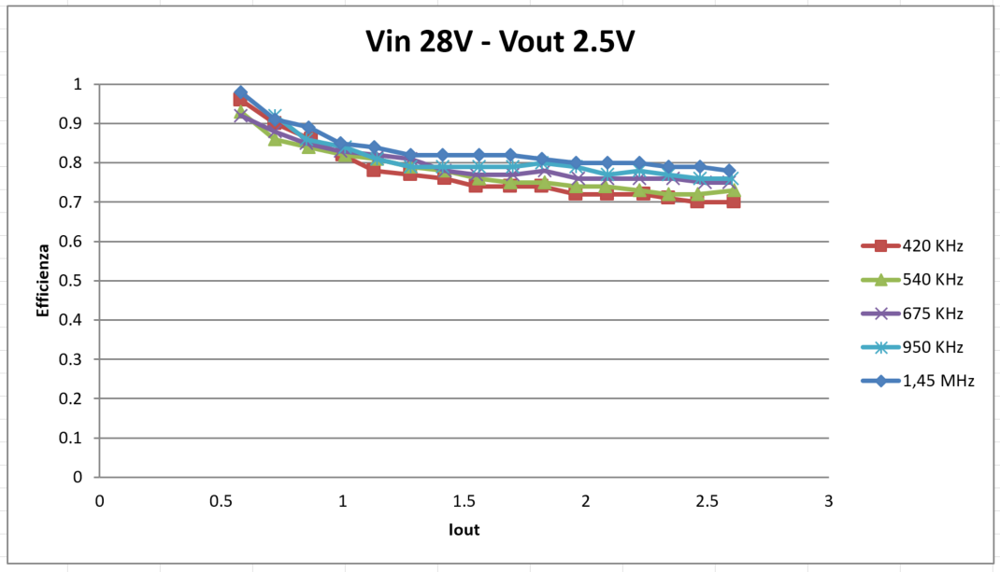 Vin 28V - Vout 2.5V
1
0.9
0.8
0.7
0.6
0.5
0.4
0.3
0.2
0.1
0
Efficienza
0 0.5 1 1.5 2 2.5 3
Iout
420 KHz
540 KHz
675 KHz
950 KHz
1,45 MHz